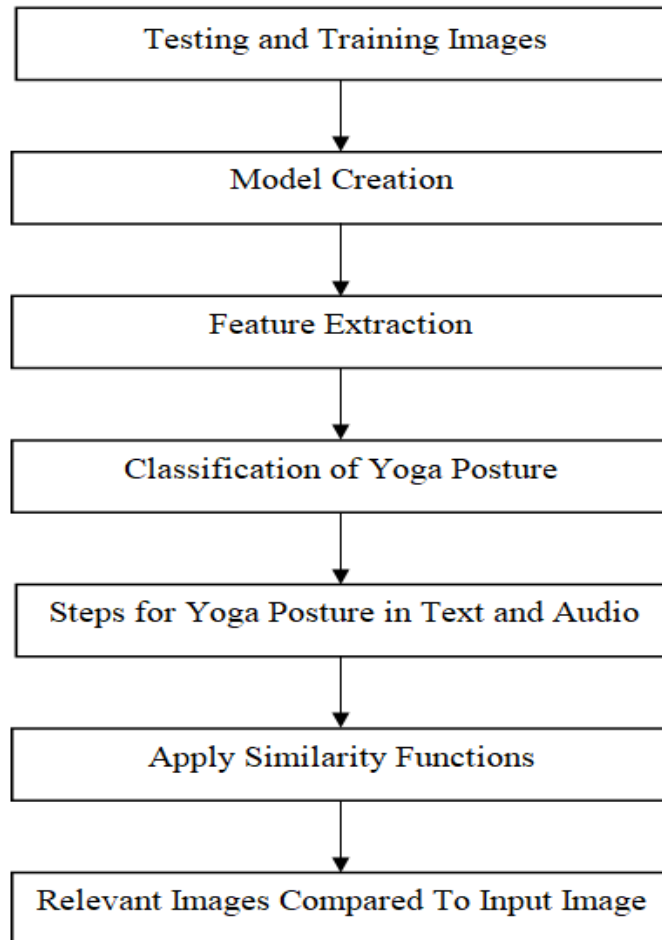 Testing and Training Images
Model Creation
Feature Extraction
Classification of Yoga Posture
Steps for Yoga Posture in Text and Audio
Apply Similarity Functions
Relevant Images Compared To Input Image